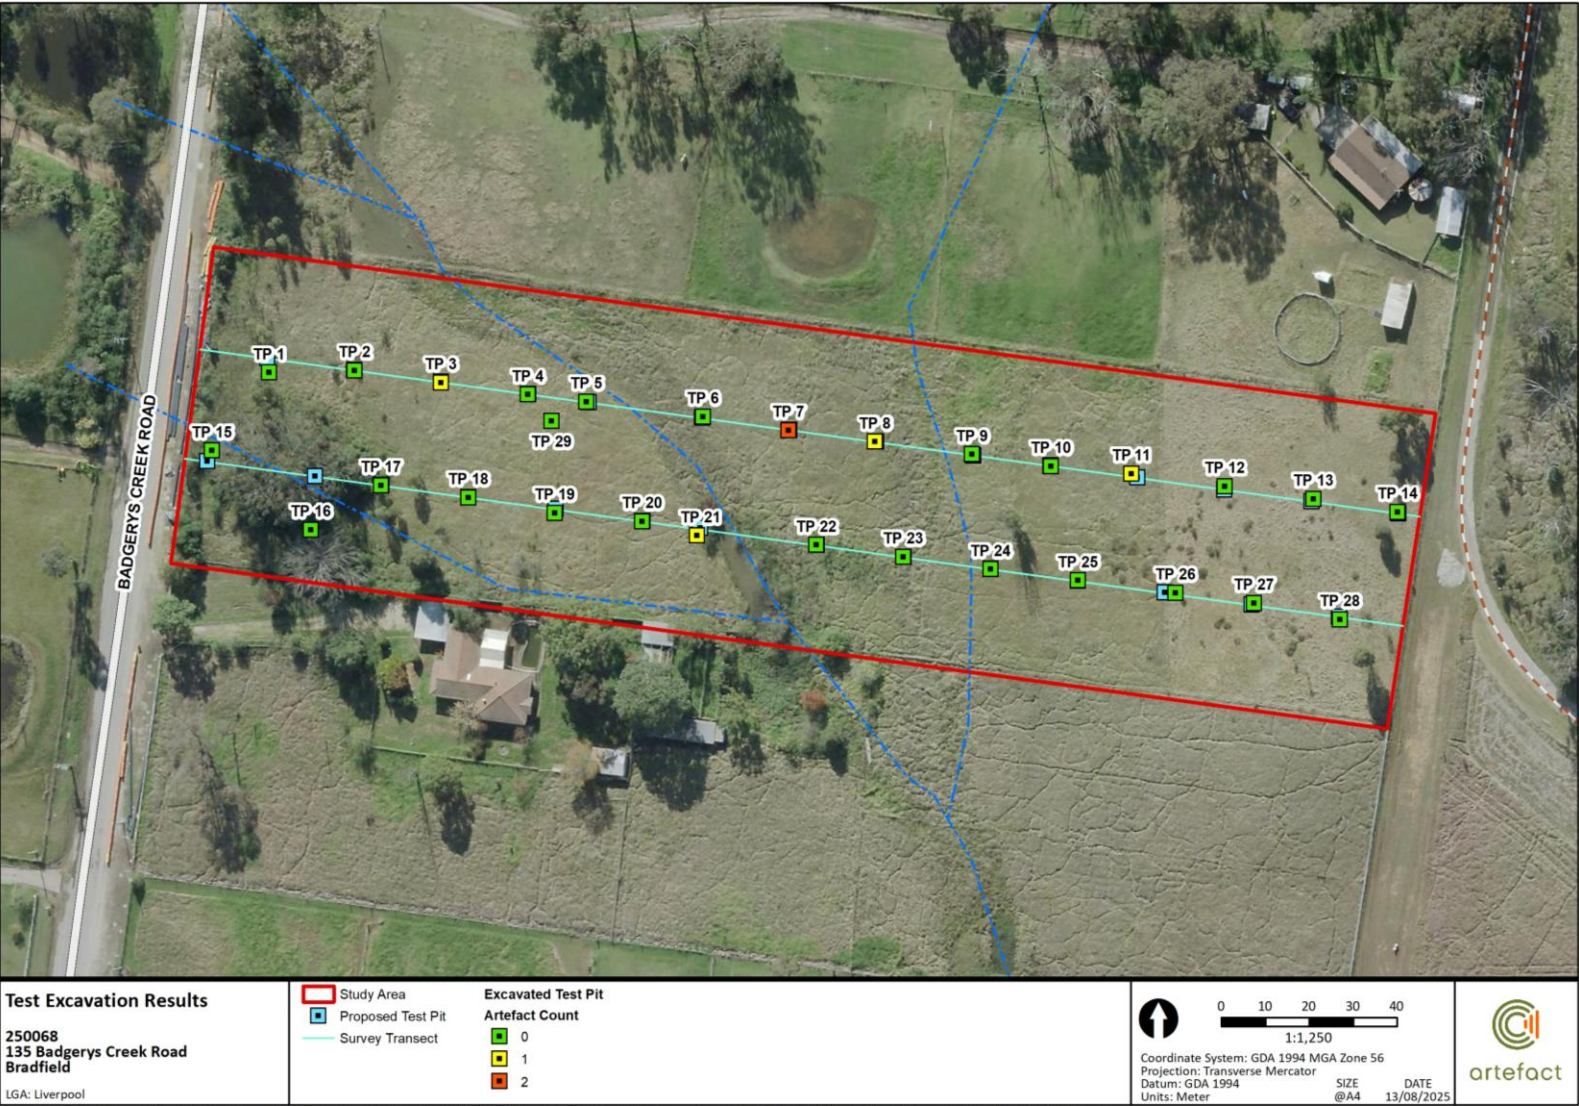 TP 1
TP 2
TP 3
TP 4
TP 5
TP 6
TP 7
TP 8
TP 9
TP 10
TP 11
TP 12
TP 13
TP 14
TP 29
TP 15
TP 16
TP 17
TP 18
TP 19
TP 20
TP 21
TP 22
TP 23
TP 24
TP 25
TP 26
TP 27
TP 28
BADGERYS CREEK ROAD
Test Excavation Results
250068
135 Badgerys Creek Road
Bradfield
LGA: Liverpool
Study Area
Proposed Test Pit
Survey Transect
Excavated Test Pit
Artefact Count
0
1
2
0 10 20 30 40
1:1,250
Coordinate System: GDA 1994 MGA Zone 56
Projection: Transverse Mercator
Datum: GDA 1994
Units: Meter
SIZE
@A4
DATE
13/08/2025
artefact